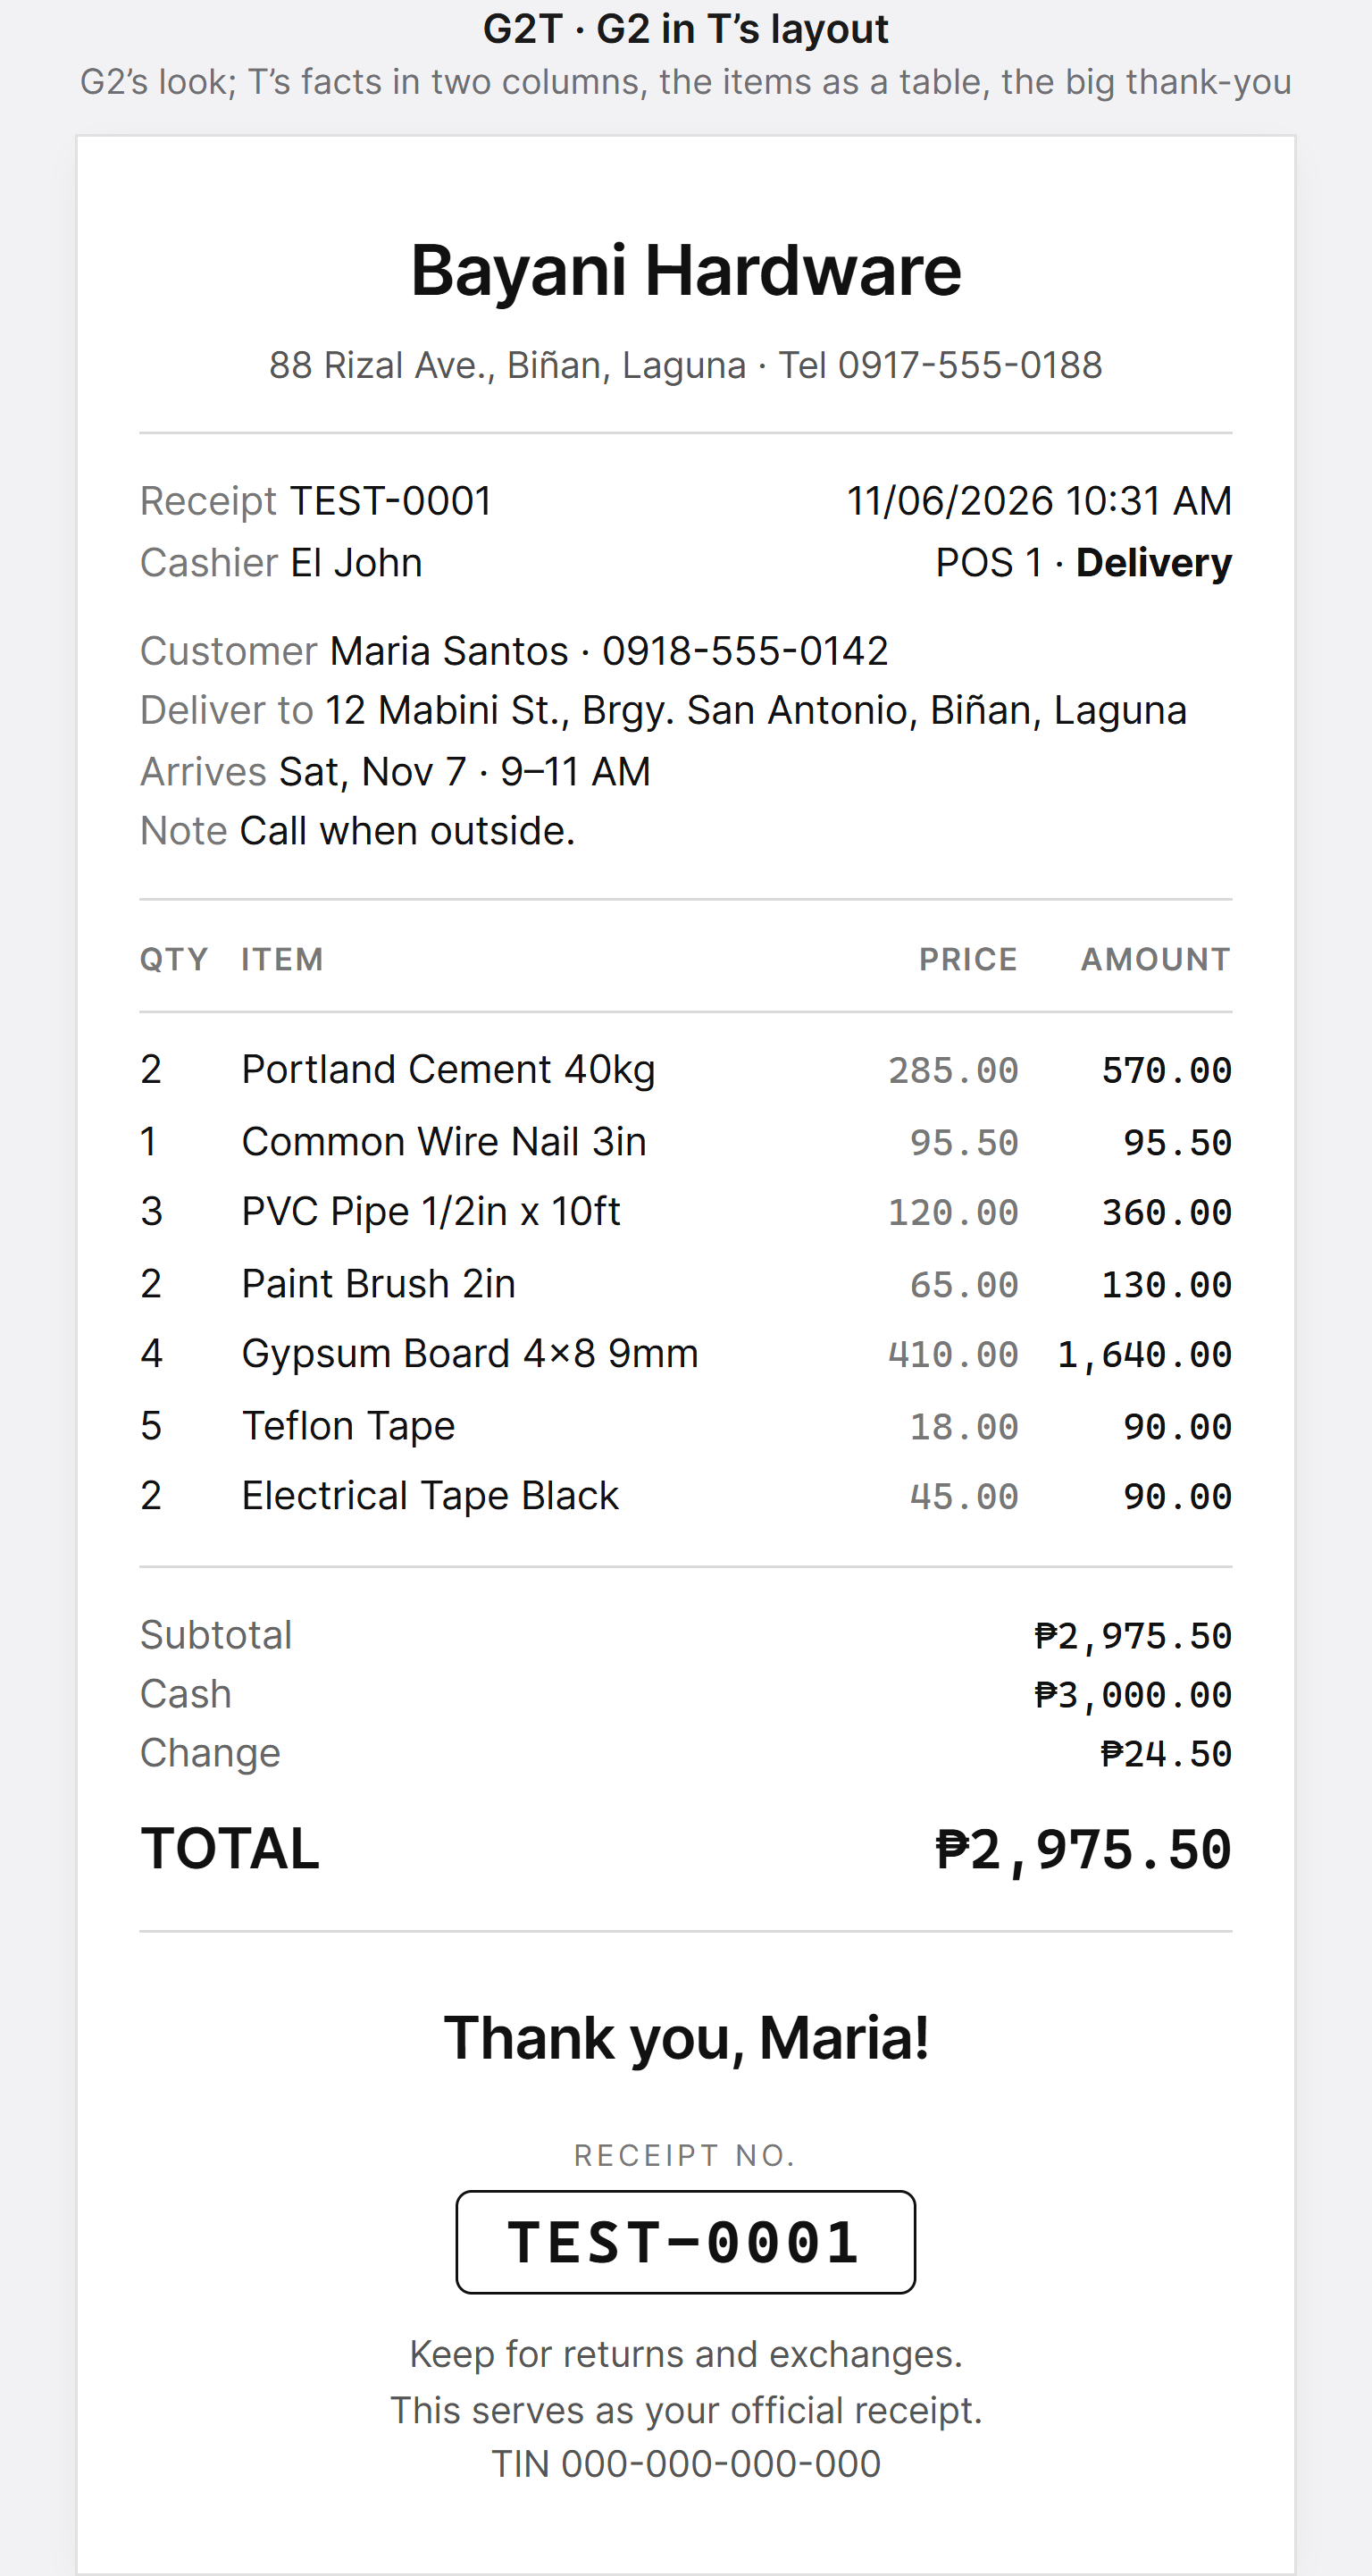 G2T · G2 in T’s layout
G2’s look; T’s facts in two columns, the items as a table, the big thank-you
Bayani Hardware
88 Rizal Ave., Biñan, Laguna · Tel 0917-555-0188
Receipt TEST-0001 11/06/2026 10:31 AM
Cashier El John POS 1 · Delivery
Customer Maria Santos · 0918-555-0142
Deliver to 12 Mabini St., Brgy. San Antonio, Biñan, Laguna
Arrives Sat, Nov 7 · 9–11 AM
Note Call when outside.
QTY ITEM PRICE AMOUNT
2 Portland Cement 40kg 285.00 570.00
1 Common Wire Nail 3in 95.50 95.50
3 PVC Pipe 1/2in x 10ft 120.00 360.00
2 Paint Brush 2in 65.00 130.00
4 Gypsum Board 4×8 9mm 410.00 1,640.00
5 Teflon Tape 18.00 90.00
2 Electrical Tape Black 45.00 90.00
Subtotal ₱2,975.50
Cash ₱3,000.00
Change ₱24.50
TOTAL ₱2,975.50
Thank you, Maria!
RECEIPT NO.
TEST-0001
Keep for returns and exchanges.
This serves as your official receipt.
TIN 000-000-000-000